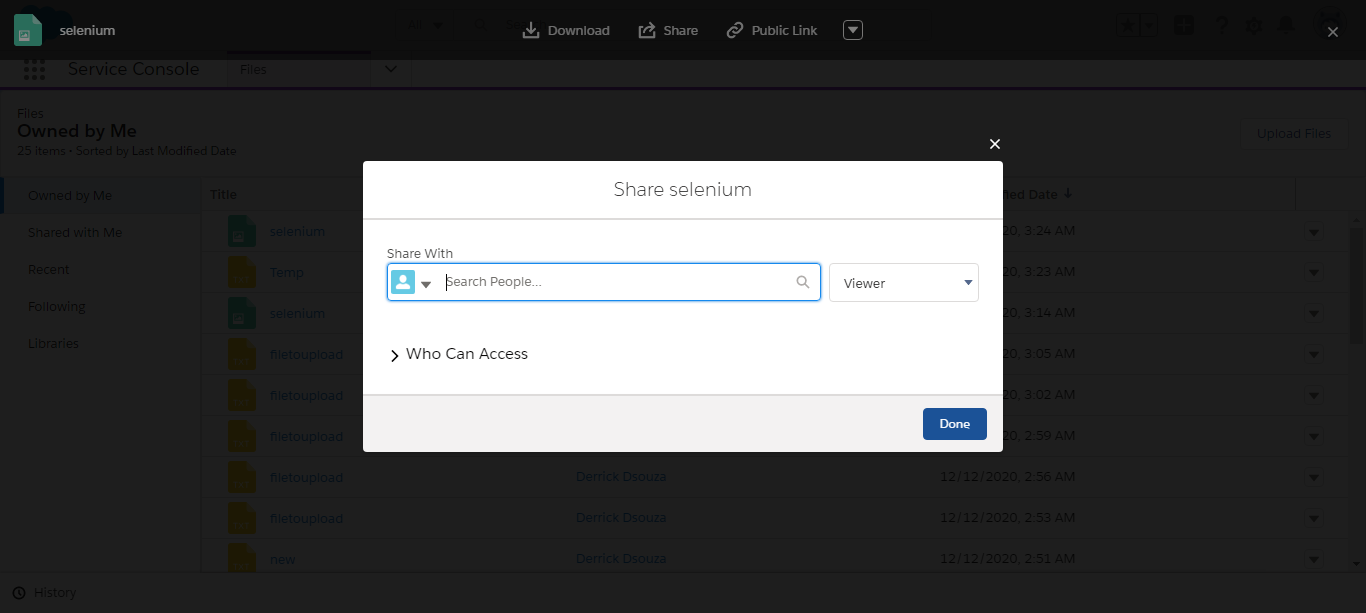 selenium
Download
Share
Public Link
Service Console
Files
Files
Owned by Me
25 items • Sorted by Last Modified Date
Upload Files
Owned by Me
Shared with Me
Recent
Following
Libraries
Title
ied Date
selenium
20, 3:24 AM
Temp
20, 3:23 AM
selenium
20, 3:14 AM
filetoupload
20, 3:05 AM
filetoupload
20, 3:02 AM
filetoupload
20, 2:59 AM
filetoupload Derrick Dsouza 12/12/2020, 2:56 AM
filetoupload Derrick Dsouza 12/12/2020, 2:53 AM
new Derrick Dsouza 12/12/2020, 2:51 AM
Share selenium
Share With
Search People...
Viewer
Who Can Access
Done
History